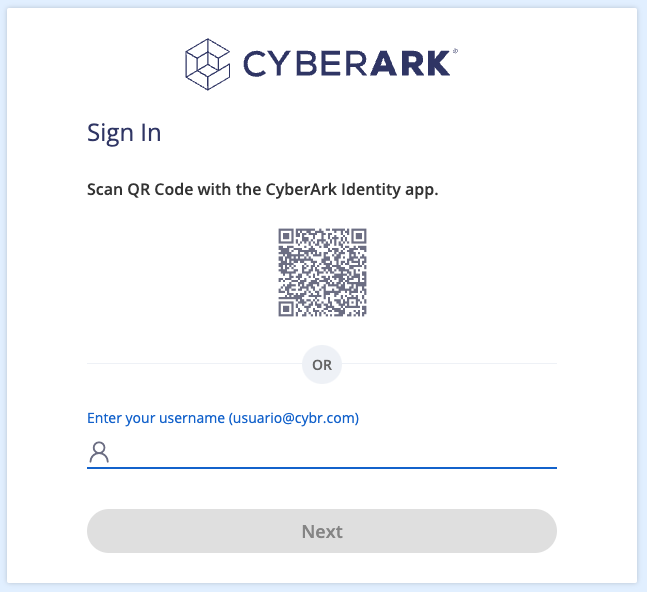 CYBERARK®
Sign In
Scan QR Code with the CyberArk Identity app.
OR
Enter your username (usuario@cybr.com)
Next